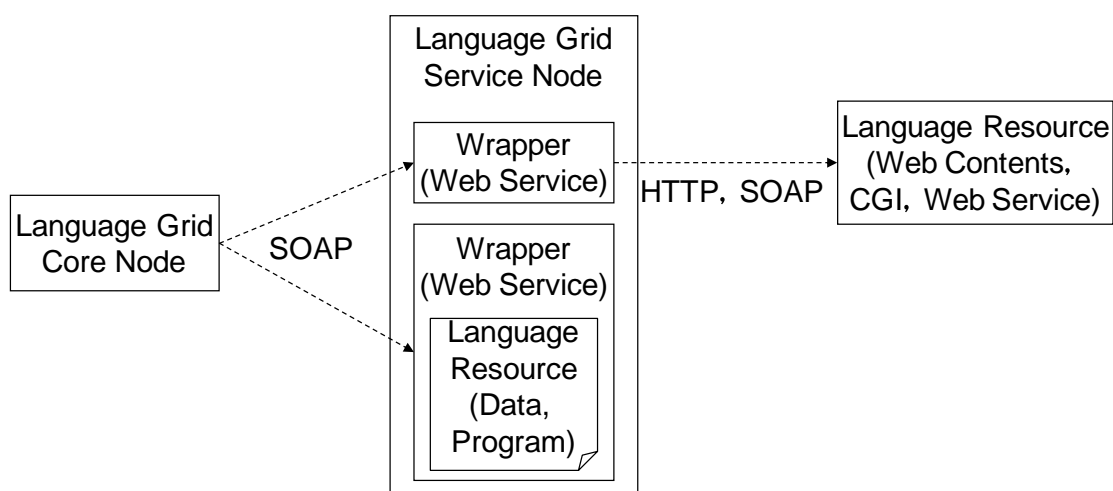 Language Grid
Core Node
SOAP
Language Grid
Service Node
Wrapper
(Web Service)
Wrapper
(Web Service)
Language
Resource
(Data,
Program)
HTTP, SOAP
Language Resource
(Web Contents,
CGI, Web Service)